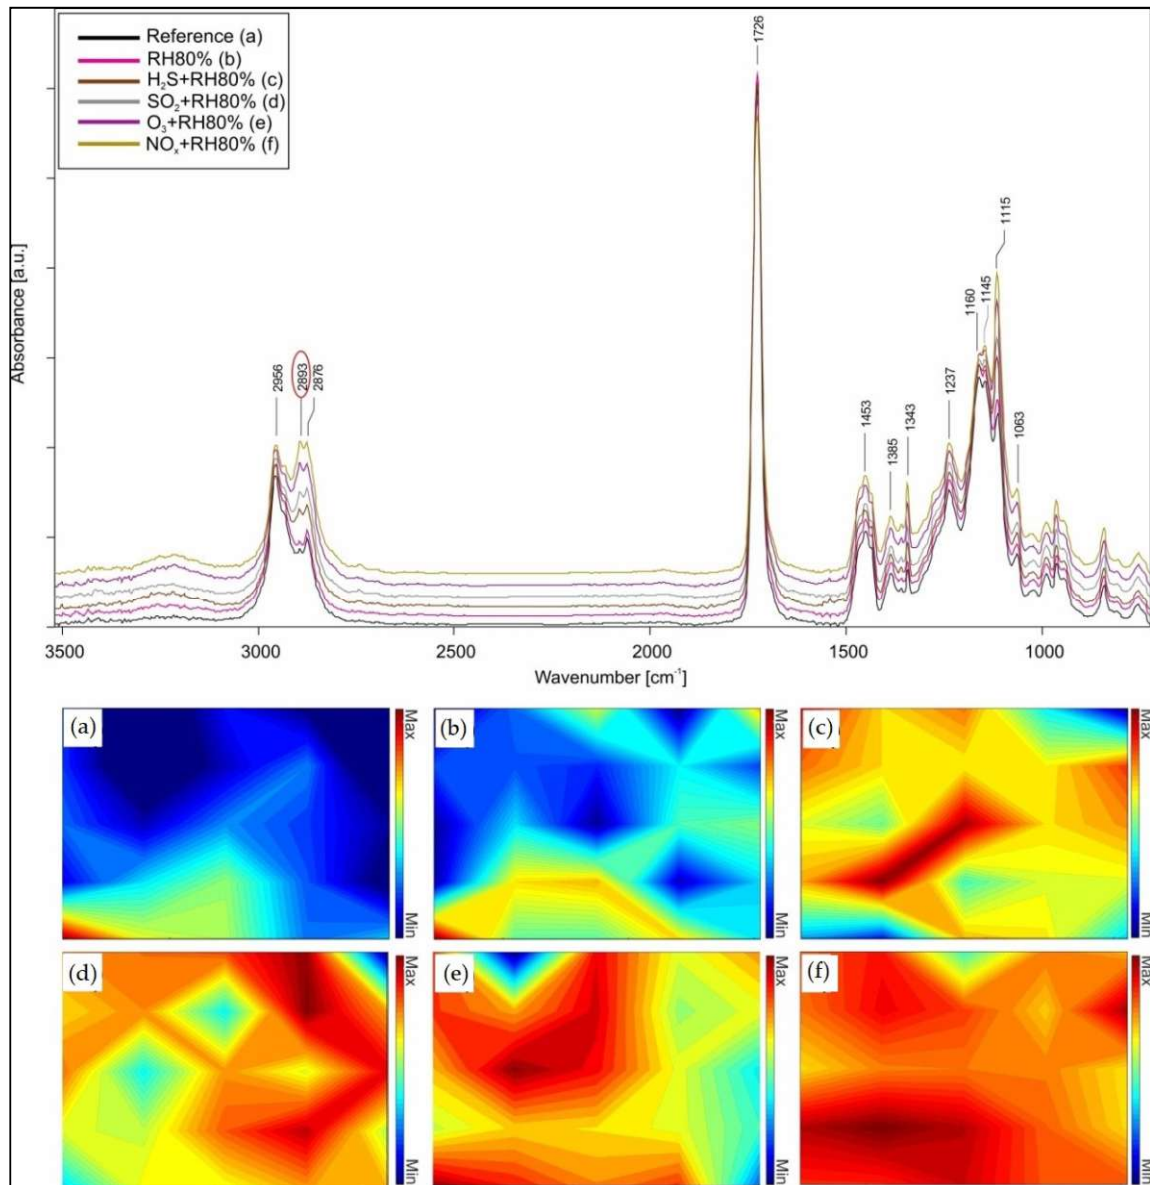 Reference (a)
RH80% (b)
H₂S+RH80% (c)
SO₂+RH80% (d)
O₃+RH80% (e)
NOₓ+RH80% (f)
1726
1115
1160
1145
2956
2893
2876
1453
1385
1343
1237
1063
Absorbance [a.u.]
3500
3000
2500
2000
1500
1000
Wavenumber [cm⁻¹]
(a)
Max
Min
(b)
Max
Min
(c)
Max
Min
(d)
Max
Min
(e)
Max
Min
(f)
Max
Min